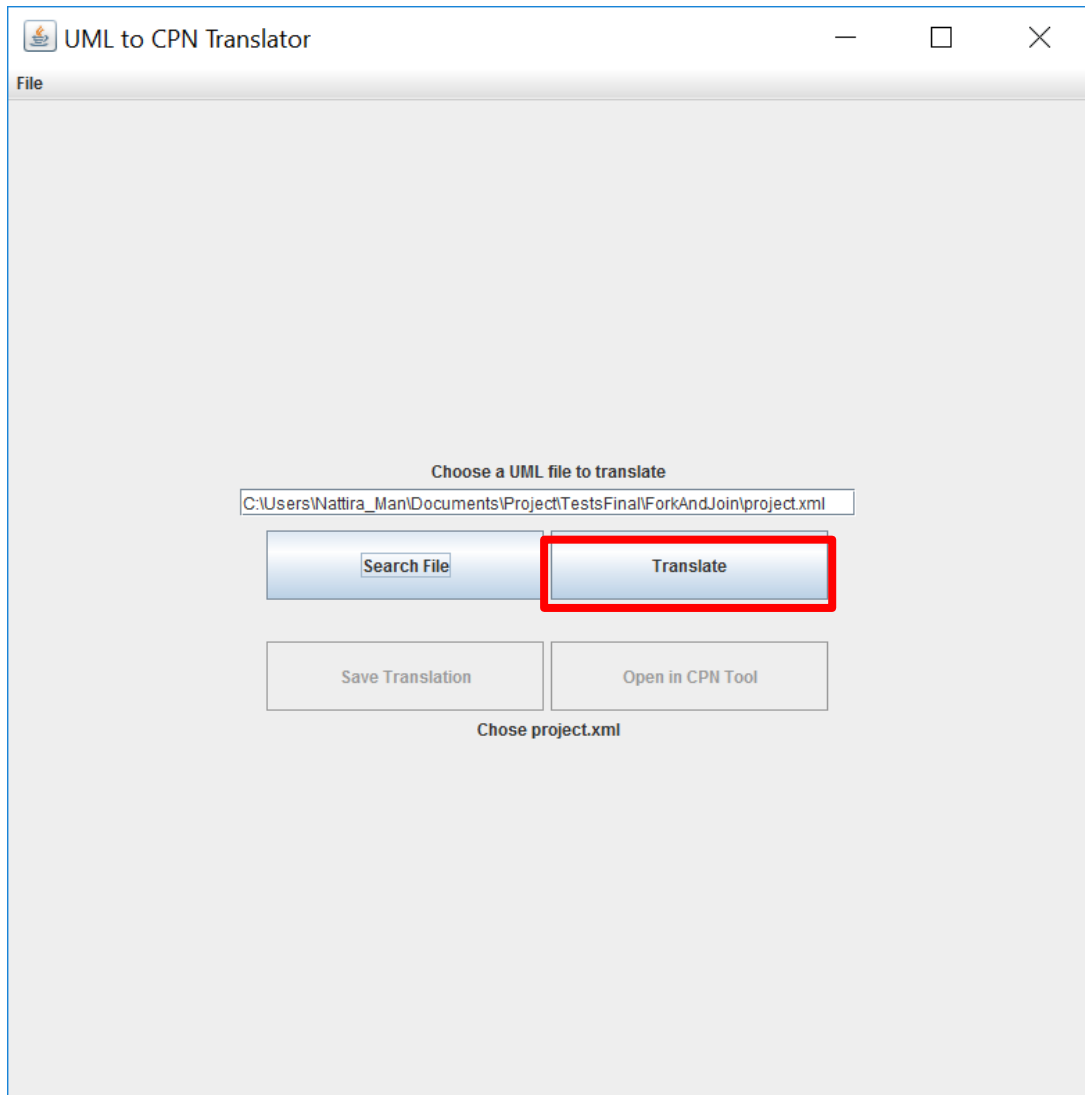 UML to CPN Translator
File
Choose a UML file to translate
C:\Users\Nattira_Man\Documents\Project\TestsFinal\ForkAndJoin\project.xml
Search File Translate
Save Translation Open in CPN Tool
Chose project.xml